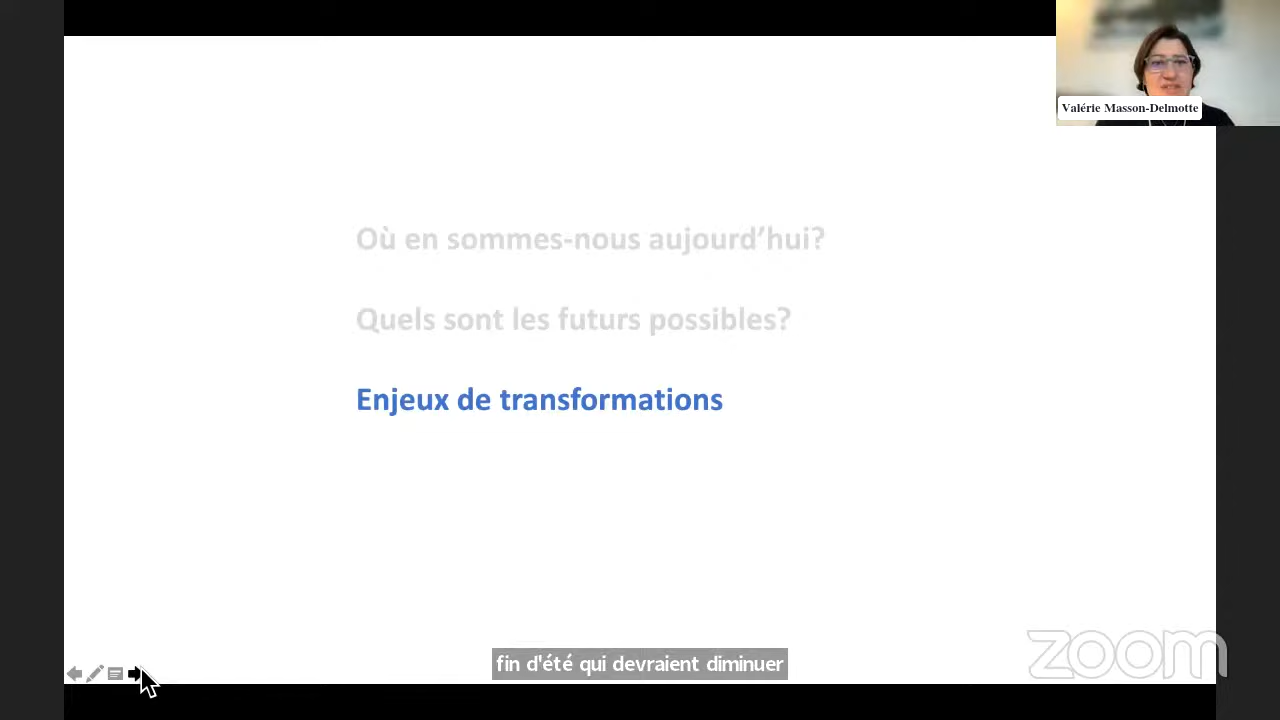 Valérie Masson-Delmotte
Où en sommes-nous aujourd’hui?
Quels sont les futurs possibles?
Enjeux de transformations
fin d'été qui devraient diminuer
zoom